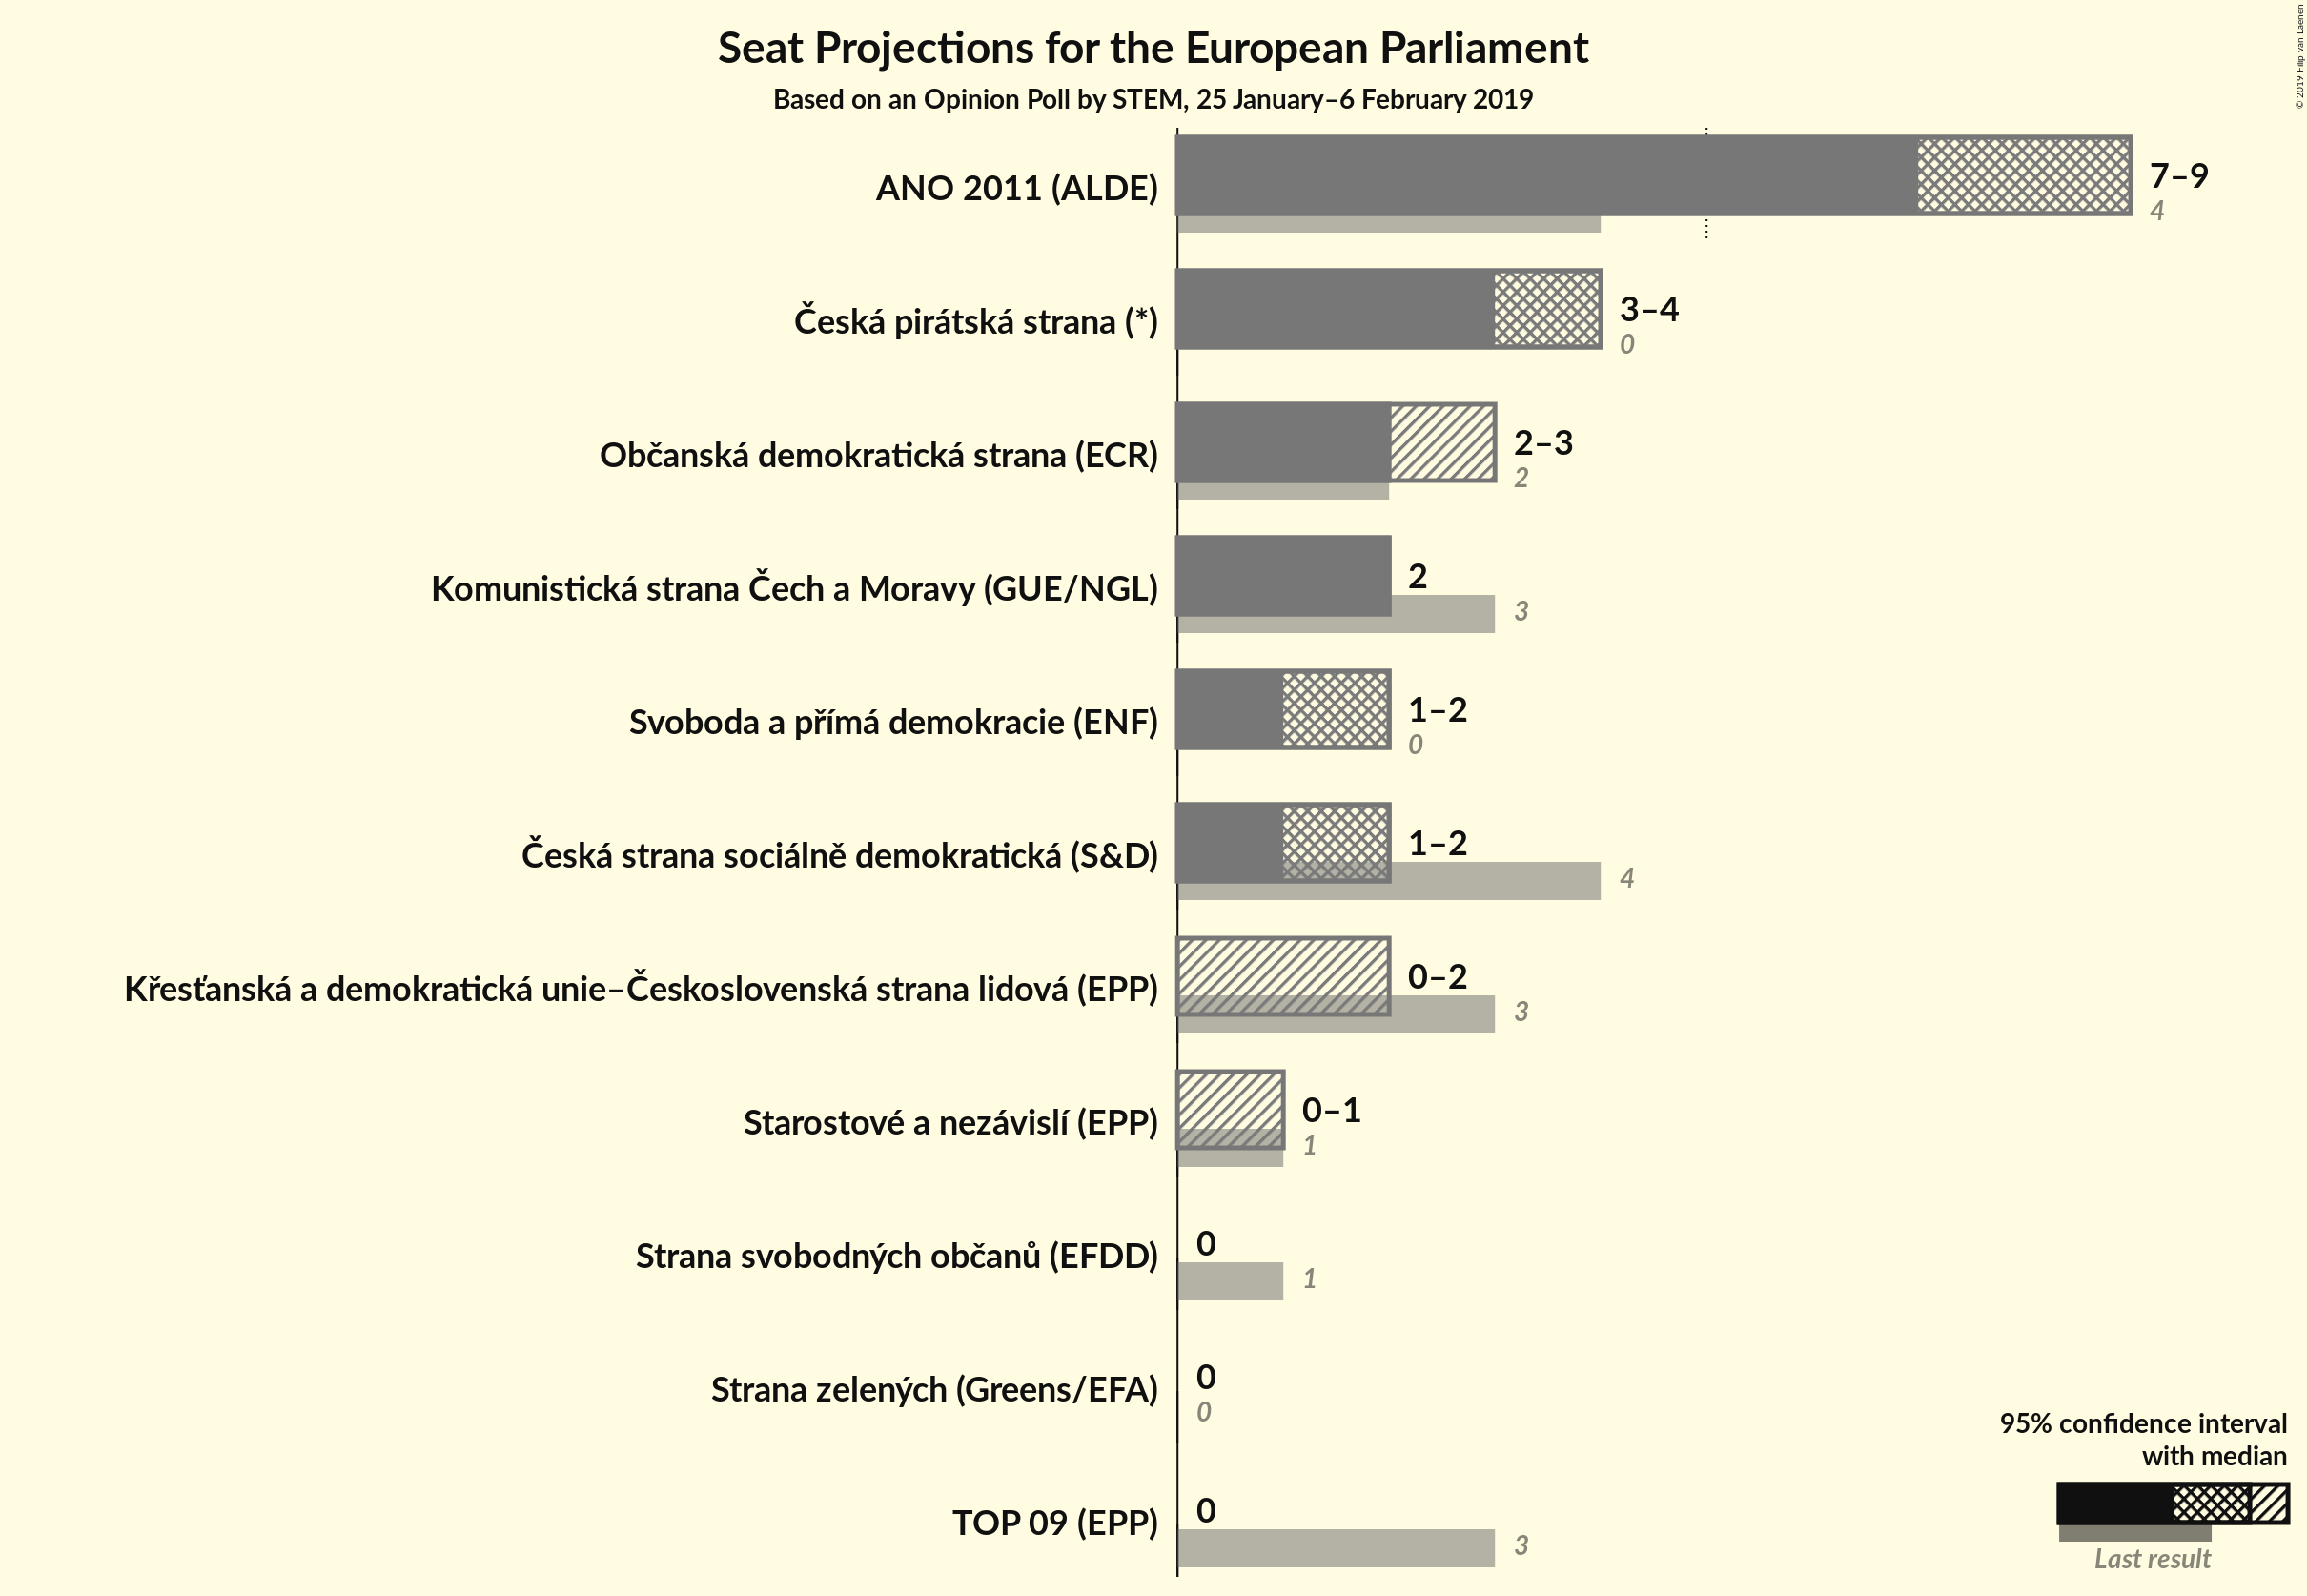 Seat Projections for the European Parliament
Based on an Opinion Poll by STEM, 25 January–6 February 2019
© 2019 Filip van Laenen
ANO 2011 (ALDE)
7–9
4
Česká pirátská strana (*)
3–4
0
Občanská demokratická strana (ECR)
2–3
2
Komunistická strana Čech a Moravy (GUE/NGL)
2
3
Svoboda a přímá demokracie (ENF)
1–2
0
Česká strana sociálně demokratická (S&D)
1–2
4
Křesťanská a demokratická unie–Československá strana lidová (EPP)
0–2
3
Starostové a nezávislí (EPP)
0–1
1
Strana svobodných občanů (EFDD)
0
1
Strana zelených (Greens/EFA)
0
0
TOP 09 (EPP)
0
3
95% confidence interval
with median
Last result